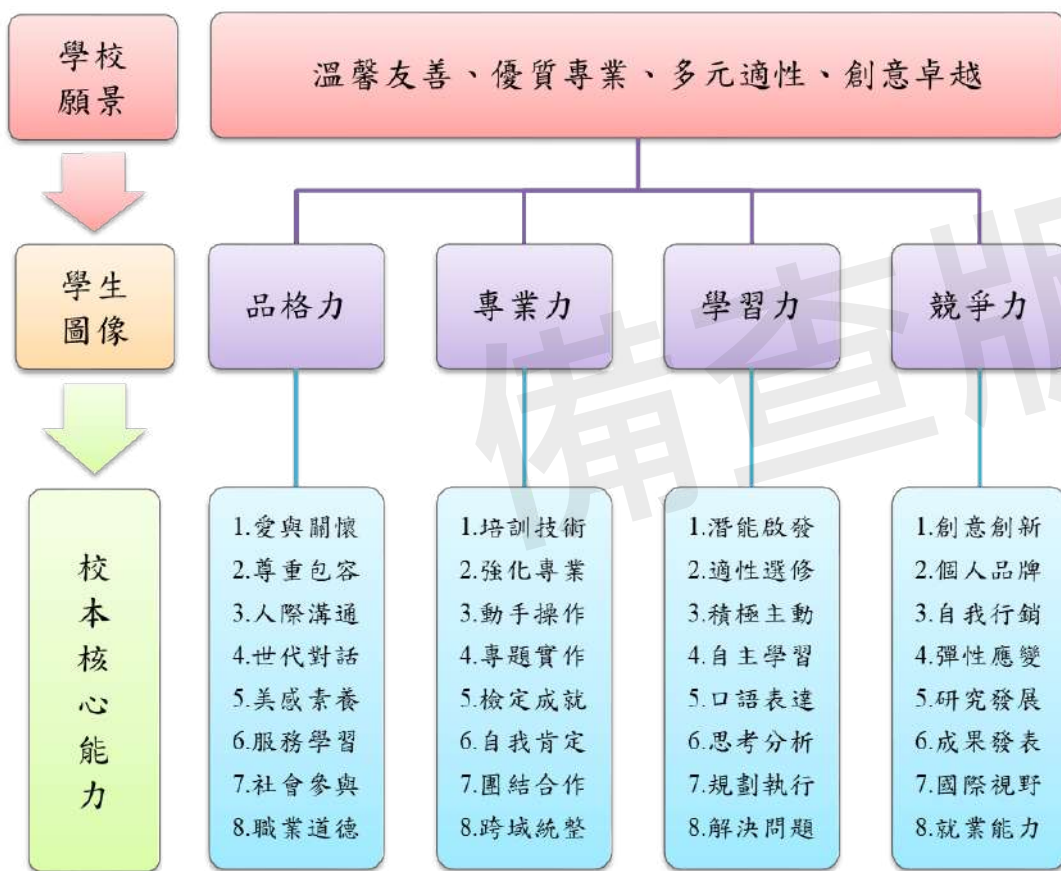 學校
願景
溫馨友善、優質專業、多元適性、創意卓越
學生
圖像
品格力
專業力
學習力
競爭力
校
本
核
心
能
力
1.愛與關懷
2.尊重包容
3.人際溝通
4.世代對話
5.美感素養
6.服務學習
7.社會參與
8.職業道德
1.培訓技術
2.強化專業
3.動手操作
4.專題實作
5.檢定成就
6.自我肯定
7.團結合作
8.跨域統整
1.潛能啟發
2.適性選修
3.積極主動
4.自主學習
5.口語表達
6.思考分析
7.規劃執行
8.解決問題
1.創意創新
2.個人品牌
3.自我行銷
4.彈性應變
5.研究發展
6.成果發表
7.國際視野
8.就業能力
備查版